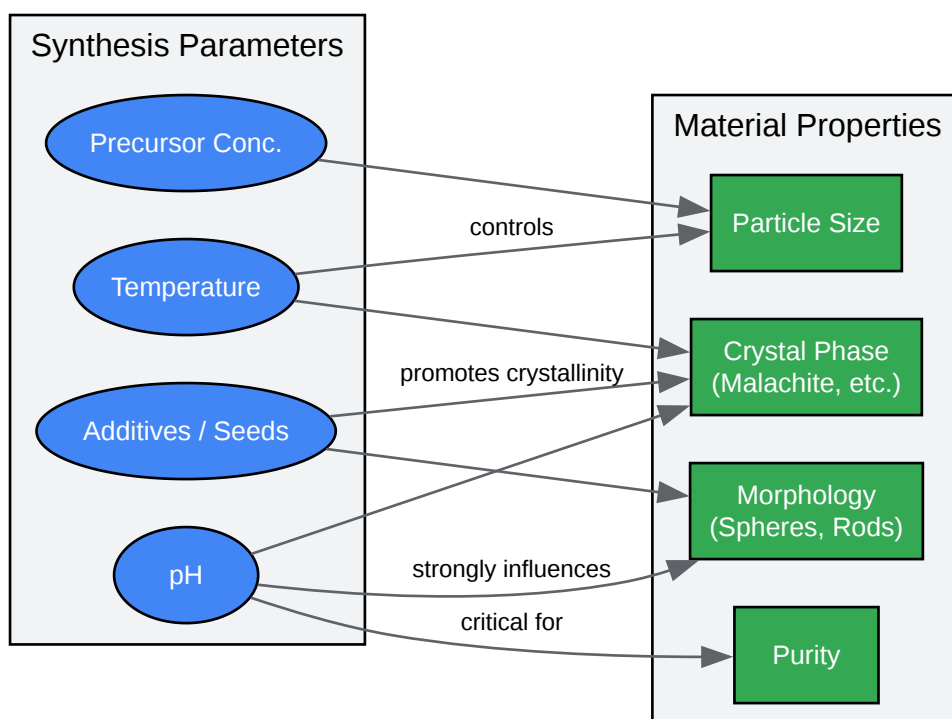 Synthesis Parameters
Precursor Conc.
Temperature
Additives / Seeds
pH
controls
promotes crystallinity
strongly influences
critical for
Material Properties
Particle Size
Crystal Phase
(Malachite, etc.)
Morphology
(Spheres, Rods)
Purity